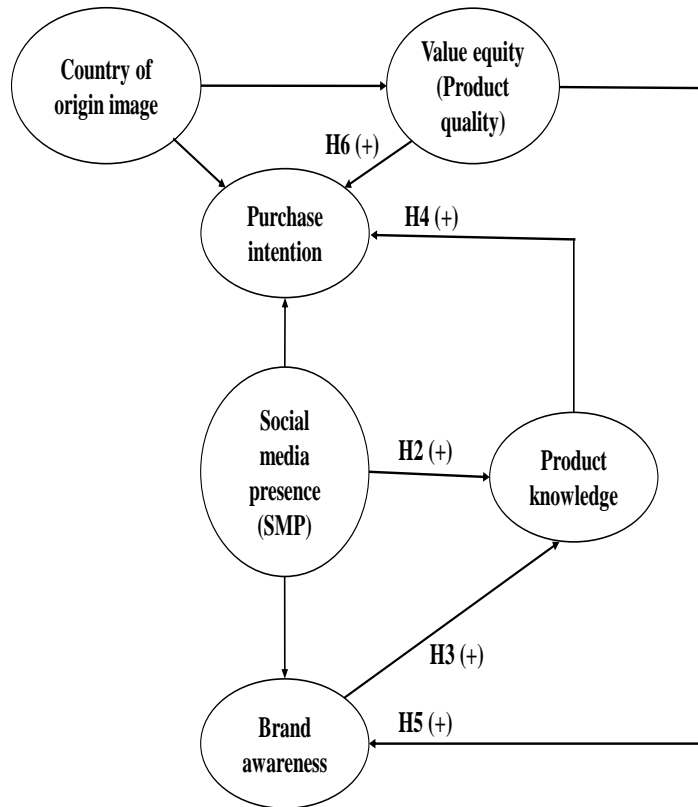 Country of
origin image
Value equity
(Product
quality)
H6 (+)
Purchase
intention
H4 (+)
Social
media
presence
(SMP)
H2 (+)
Product
knowledge
H3 (+)
Brand
awareness
H5 (+)